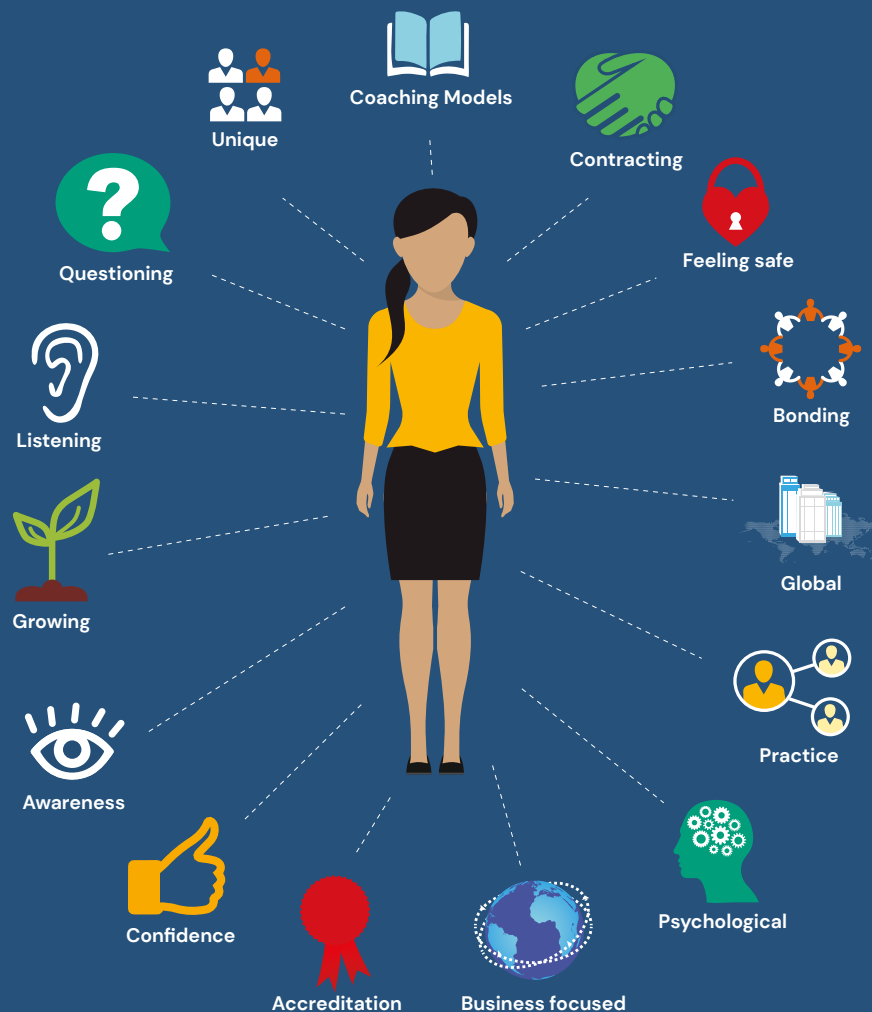 Coaching Models
Unique
Contracting
Feeling safe
Questioning
Bonding
Listening
Global
Growing
Practice
Awareness
Psychological
Confidence
Accreditation
Business focused